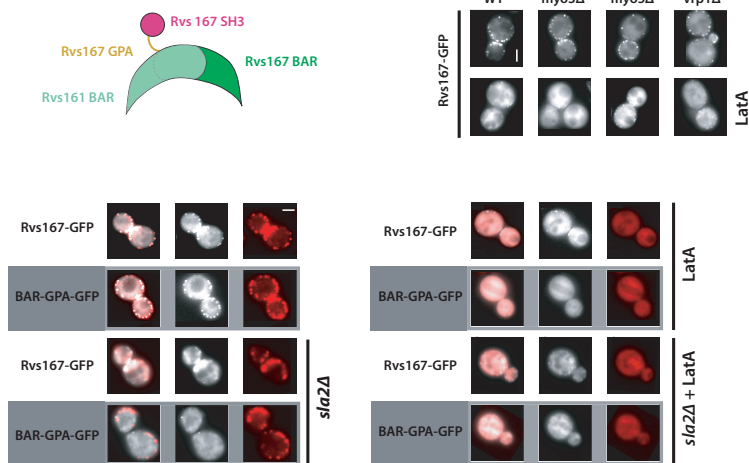 Rvs 167 SH3
Rvs167 GPA
Rvs167 BAR
Rvs161 BAR
Rvs167-GFP
LatA
Rvs167-GFP
BAR-GPA-GFP
Rvs167-GFP
BAR-GPA-GFP
sla2Δ
Rvs167-GFP
BAR-GPA-GFP
LatA
Rvs167-GFP
BAR-GPA-GFP
sla2Δ + LatA